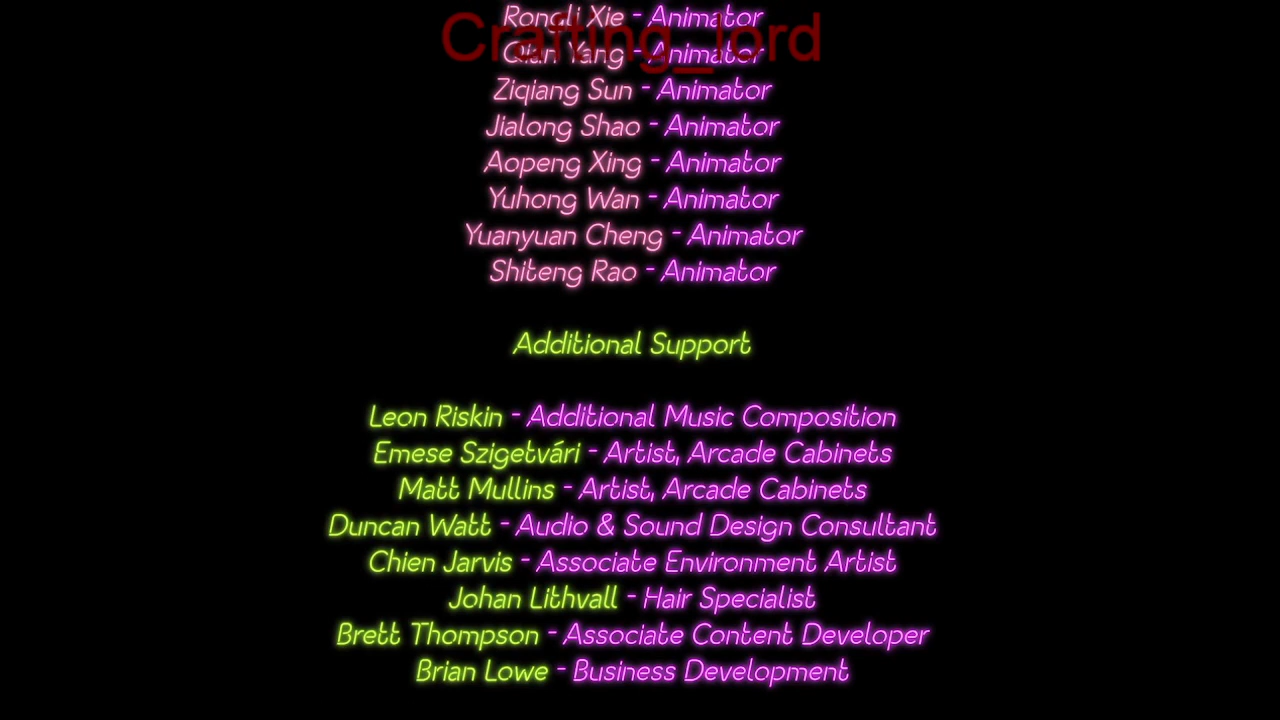 Rongli Xie - Animator
Crafting_lord
Qian Yang - Animator
Ziqiang Sun - Animator
Jialong Shao - Animator
Aopeng Xing - Animator
Yuhong Wan - Animator
Yuanyuan Cheng - Animator
Shiteng Rao - Animator
Additional Support
Leon Riskin - Additional Music Composition
Emese Szigetvári - Artist, Arcade Cabinets
Matt Mullins - Artist, Arcade Cabinets
Duncan Watt - Audio & Sound Design Consultant
Chien Jarvis - Associate Environment Artist
Johan Lithvall - Hair Specialist
Brett Thompson - Associate Content Developer
Brian Lowe - Business Development